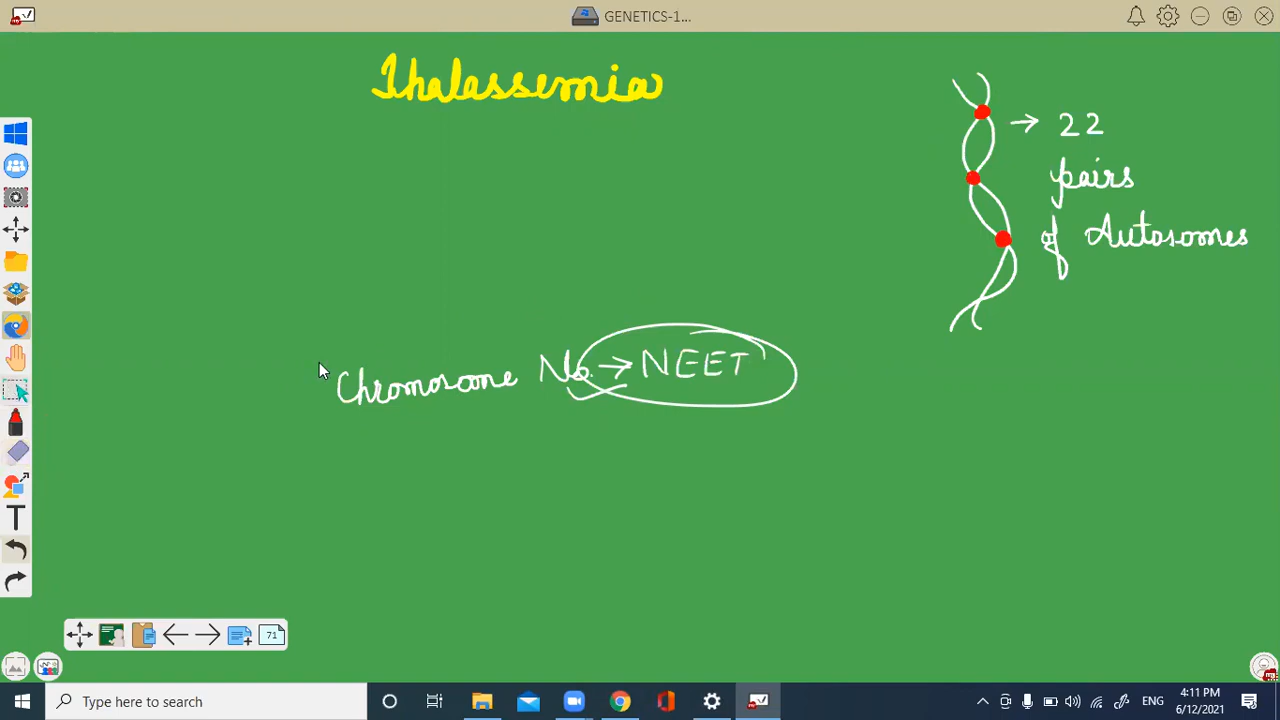 GENETICS-1...
Thalassemia
→ 22
pairs
of Autosomes
Chromosome No. → NEET
T
71
Type here to search
ENG
4:11 PM
6/12/2021